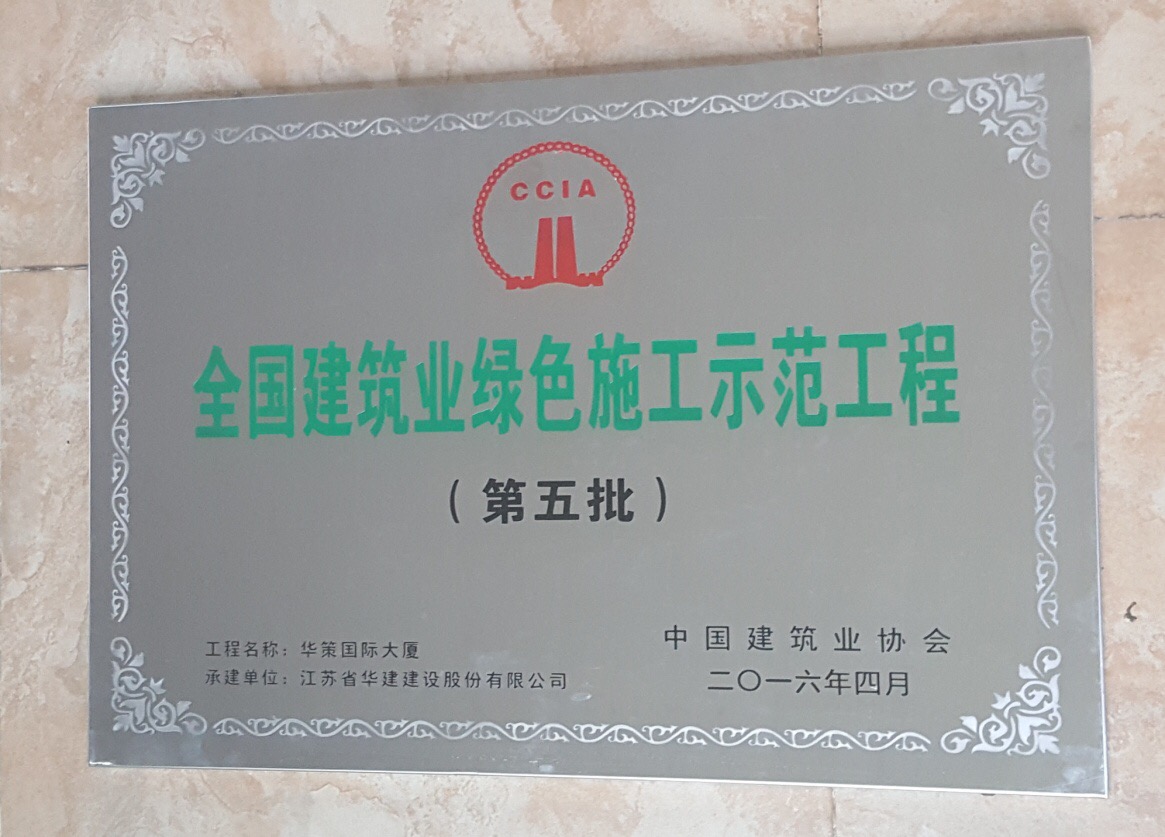 CCIA
全国建筑业绿色施工示范工程
（第五批）
工程名称：华策国际大厦
承建单位：江苏省华建建设股份有限公司
中国建筑业协会
二〇一六年四月